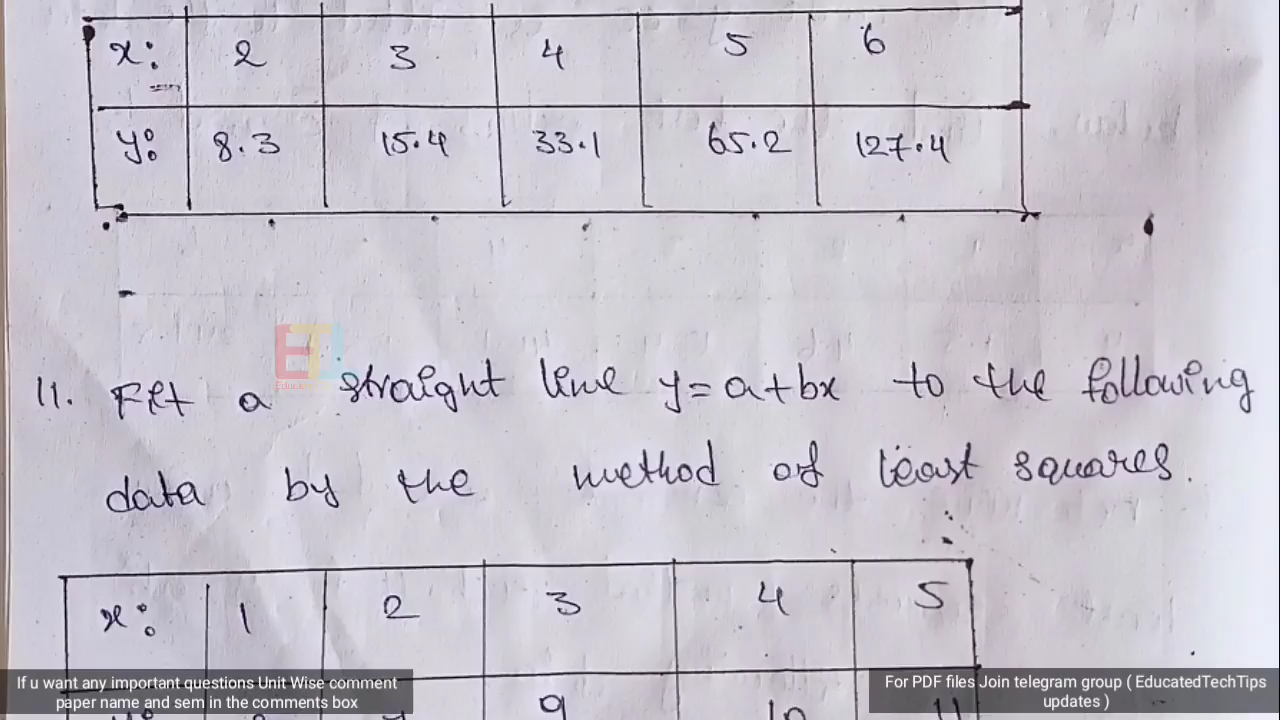 x: 2 3 4 5 6
y: 8.3 15.4 33.1 65.2 127.4
11. Fit a straight line y = a + bx to the following
data by the method of least squares.
x: 1 2 3 4 5
9 10 11
If u want any important questions Unit Wise comment
paper name and sem in the comments box
For PDF files Join telegram group ( EducatedTechTips
updates )